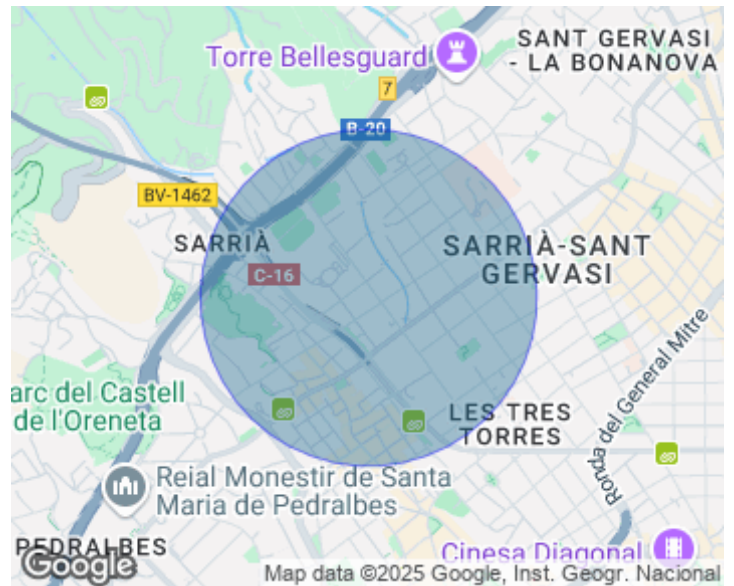 SANT GERVASI
- LA BONANOVA
Torre Bellesguard
7
B-20
BV-1462
SARRIÀ
SARRIÀ-SANT
GERVASI
C-16
Ronda del General Mitre
arc del Castell
de l'Oreneta
LES TRES
TORRES
Reial Monestir de Santa
Maria de Pedralbes
PEDRALBES
Cinesa Diagonal
Google
Map data ©2025 Google, Inst. Geogr. Nacional